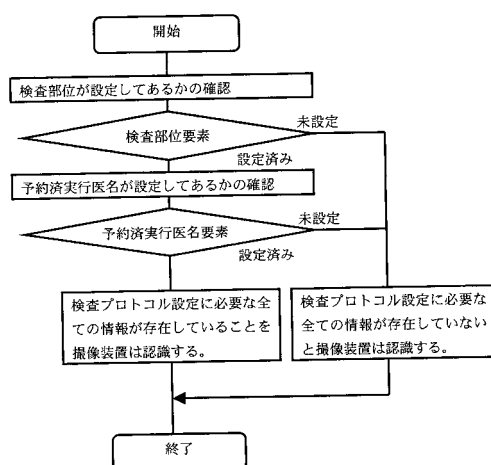 開始
検査部位が設定してあるかの確認
検査部位要素
未設定
設定済み
予約済実行医名が設定してあるかの確認
予約済実行医名要素
未設定
設定済み
検査プロトコル設定に必要な全
ての情報が存在していることを
撮像装置は認識する。
検査プロトコル設定に必要な
全ての情報が存在していない
と撮像装置は認識する。
終了